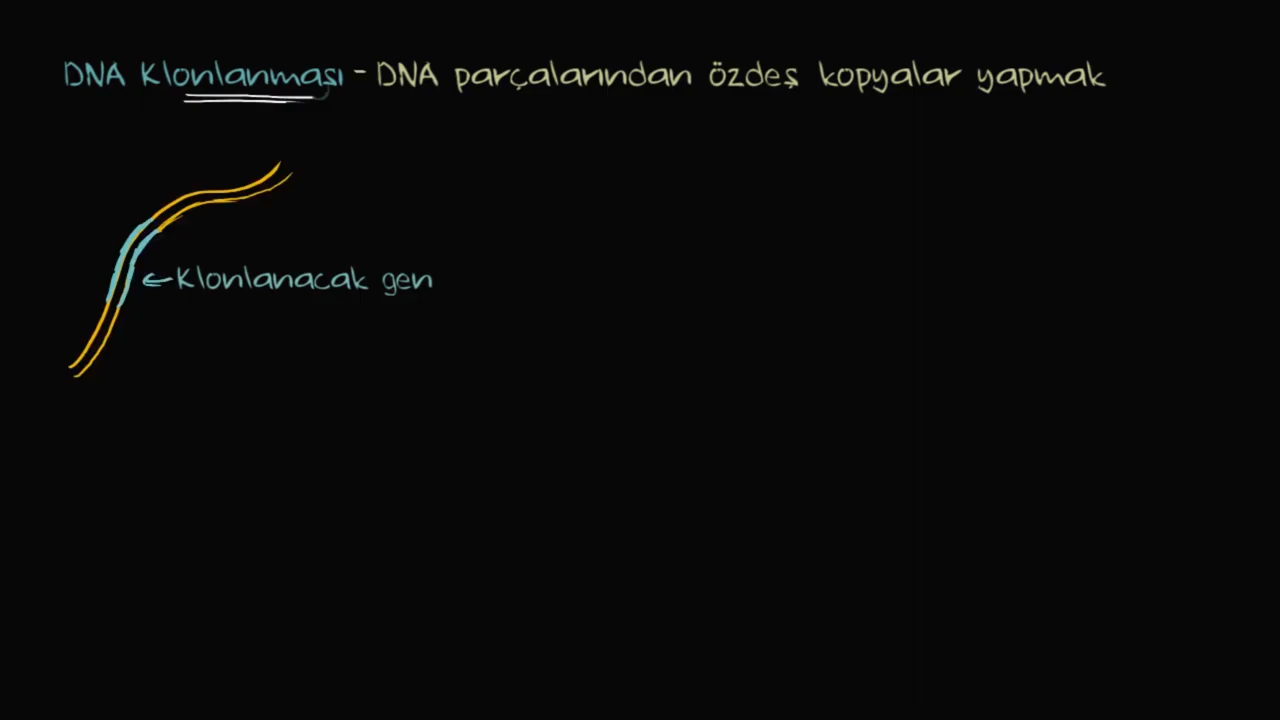 DNA Klonlanması - DNA parçalarından özdeş kopyalar yapmak
←Klonlanacak gen